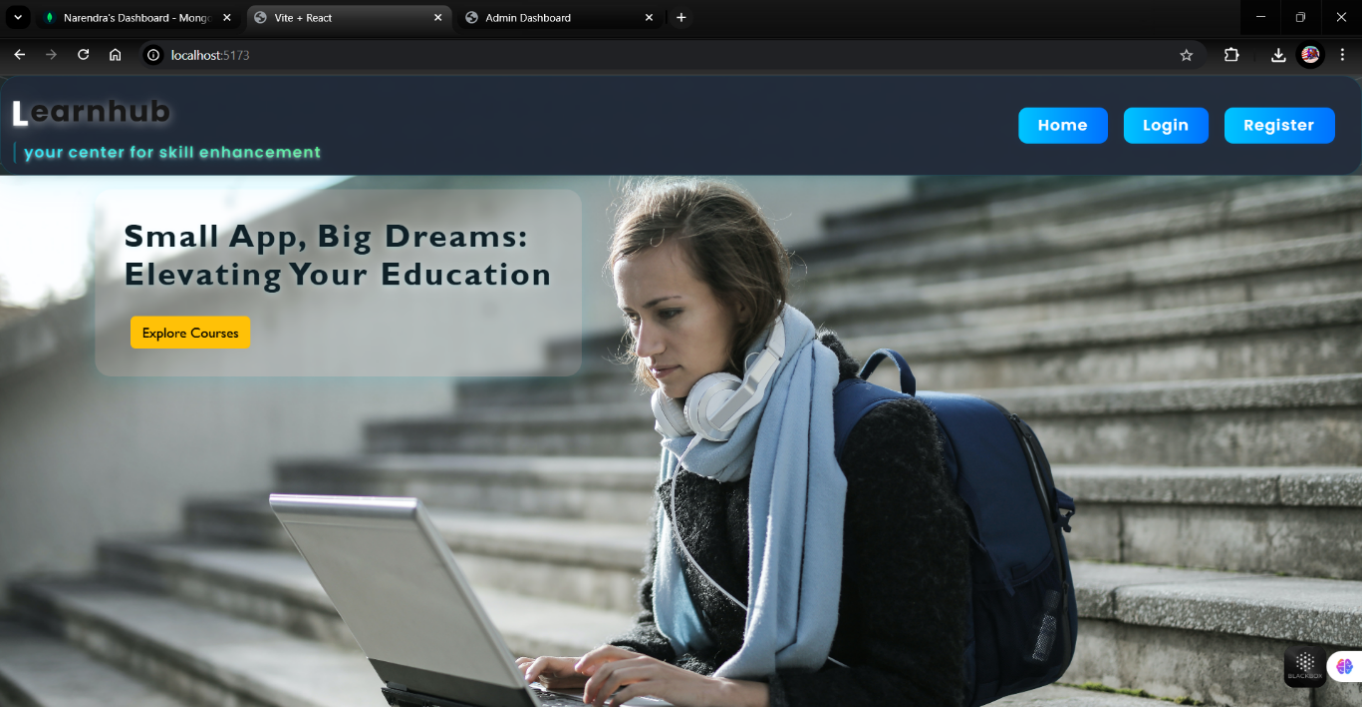 Narendra's Dashboard - Mong
Vite + React
Admin Dashboard
localhost:5173
Learnhub
your center for skill enhancement
Home
Login
Register
Small App, Big Dreams:
Elevating Your Education
Explore Courses
BLACKBOX